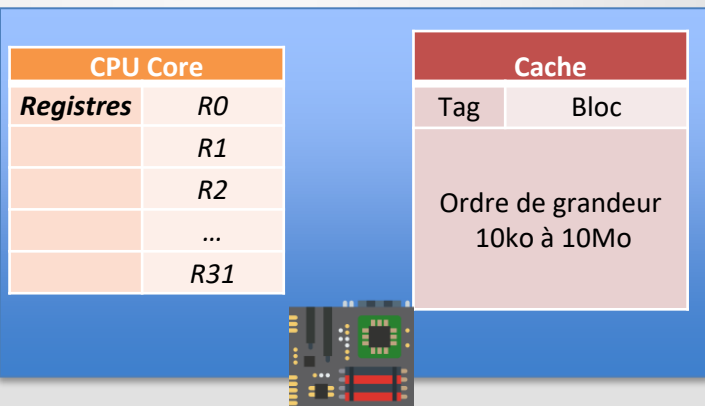 CPU Core
Registres R0
R1
R2
...
R31
Cache
Tag Bloc
Ordre de grandeur
10ko à 10Mo